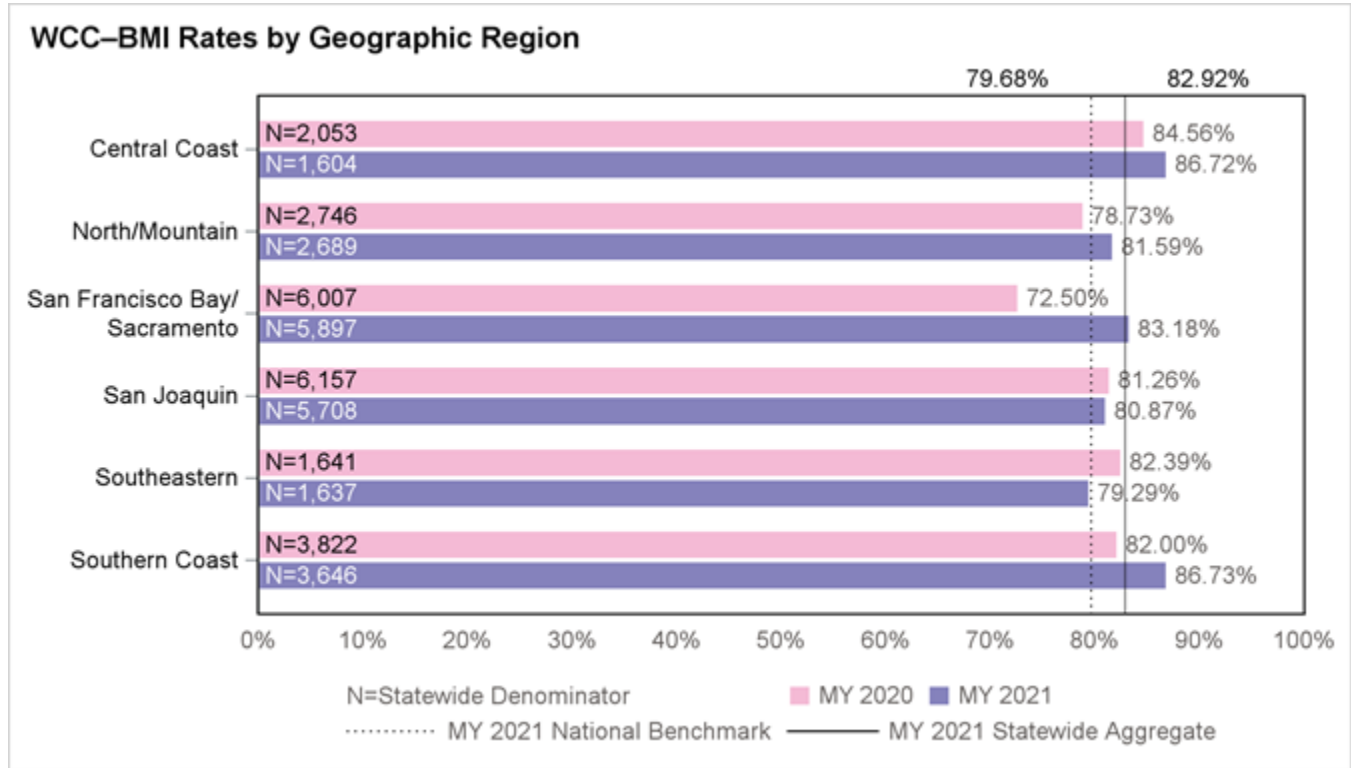 WCC–BMI Rates by Geographic Region
79.68% 82.92%
Central Coast
N=2,053 84.56%
N=1,604 86.72%
North/Mountain
N=2,746 78.73%
N=2,689 81.59%
San Francisco Bay/
Sacramento
N=6,007 72.50%
N=5,897 83.18%
San Joaquin
N=6,157 81.26%
N=5,708 80.87%
Southeastern
N=1,641 82.39%
N=1,637 79.29%
Southern Coast
N=3,822 82.00%
N=3,646 86.73%
0% 10% 20% 30% 40% 50% 60% 70% 80% 90% 100%
N=Statewide Denominator MY 2020 MY 2021
MY 2021 National Benchmark MY 2021 Statewide Aggregate